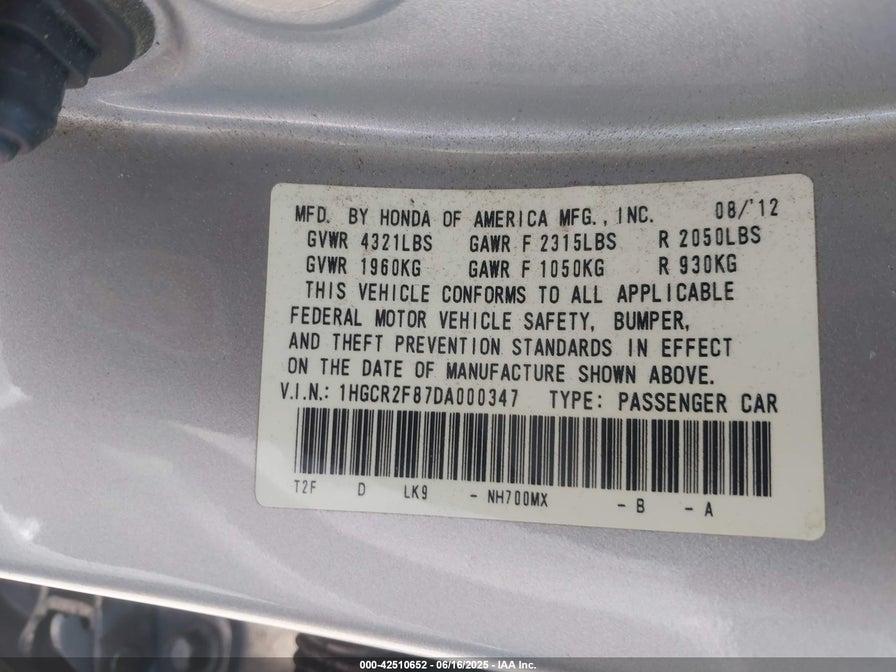 MFD. BY HONDA OF AMERICA MFG., INC. 08/'12
GVWR 4321LBS GAWR F 2315LBS R 2050LBS
GVWR 1960KG GAWR F 1050KG R 930KG
THIS VEHICLE CONFORMS TO ALL APPLICABLE
FEDERAL MOTOR VEHICLE SAFETY, BUMPER,
AND THEFT PREVENTION STANDARDS IN EFFECT
ON THE DATE OF MANUFACTURE SHOWN ABOVE.
V.I.N.: 1HGCR2F87DA000347 TYPE: PASSENGER CAR
T2F D LK9 - NH700MX - B - A
000-42510652 - 06/16/2025 - IAA Inc.